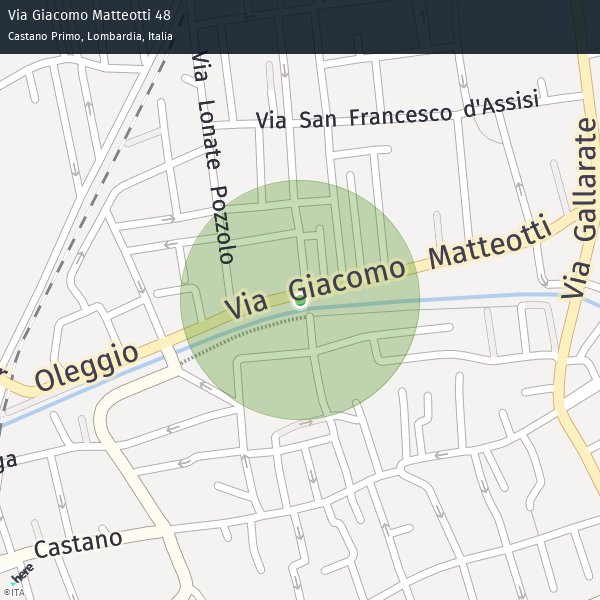 Via Giacomo Matteotti 48
Castano Primo, Lombardia, Italia
Via San Francesco d'Assisi
Via Lonate Pozzolo
Via Gallarate
Via Giacomo Matteotti
Oleggio
Castano
here
©ITA